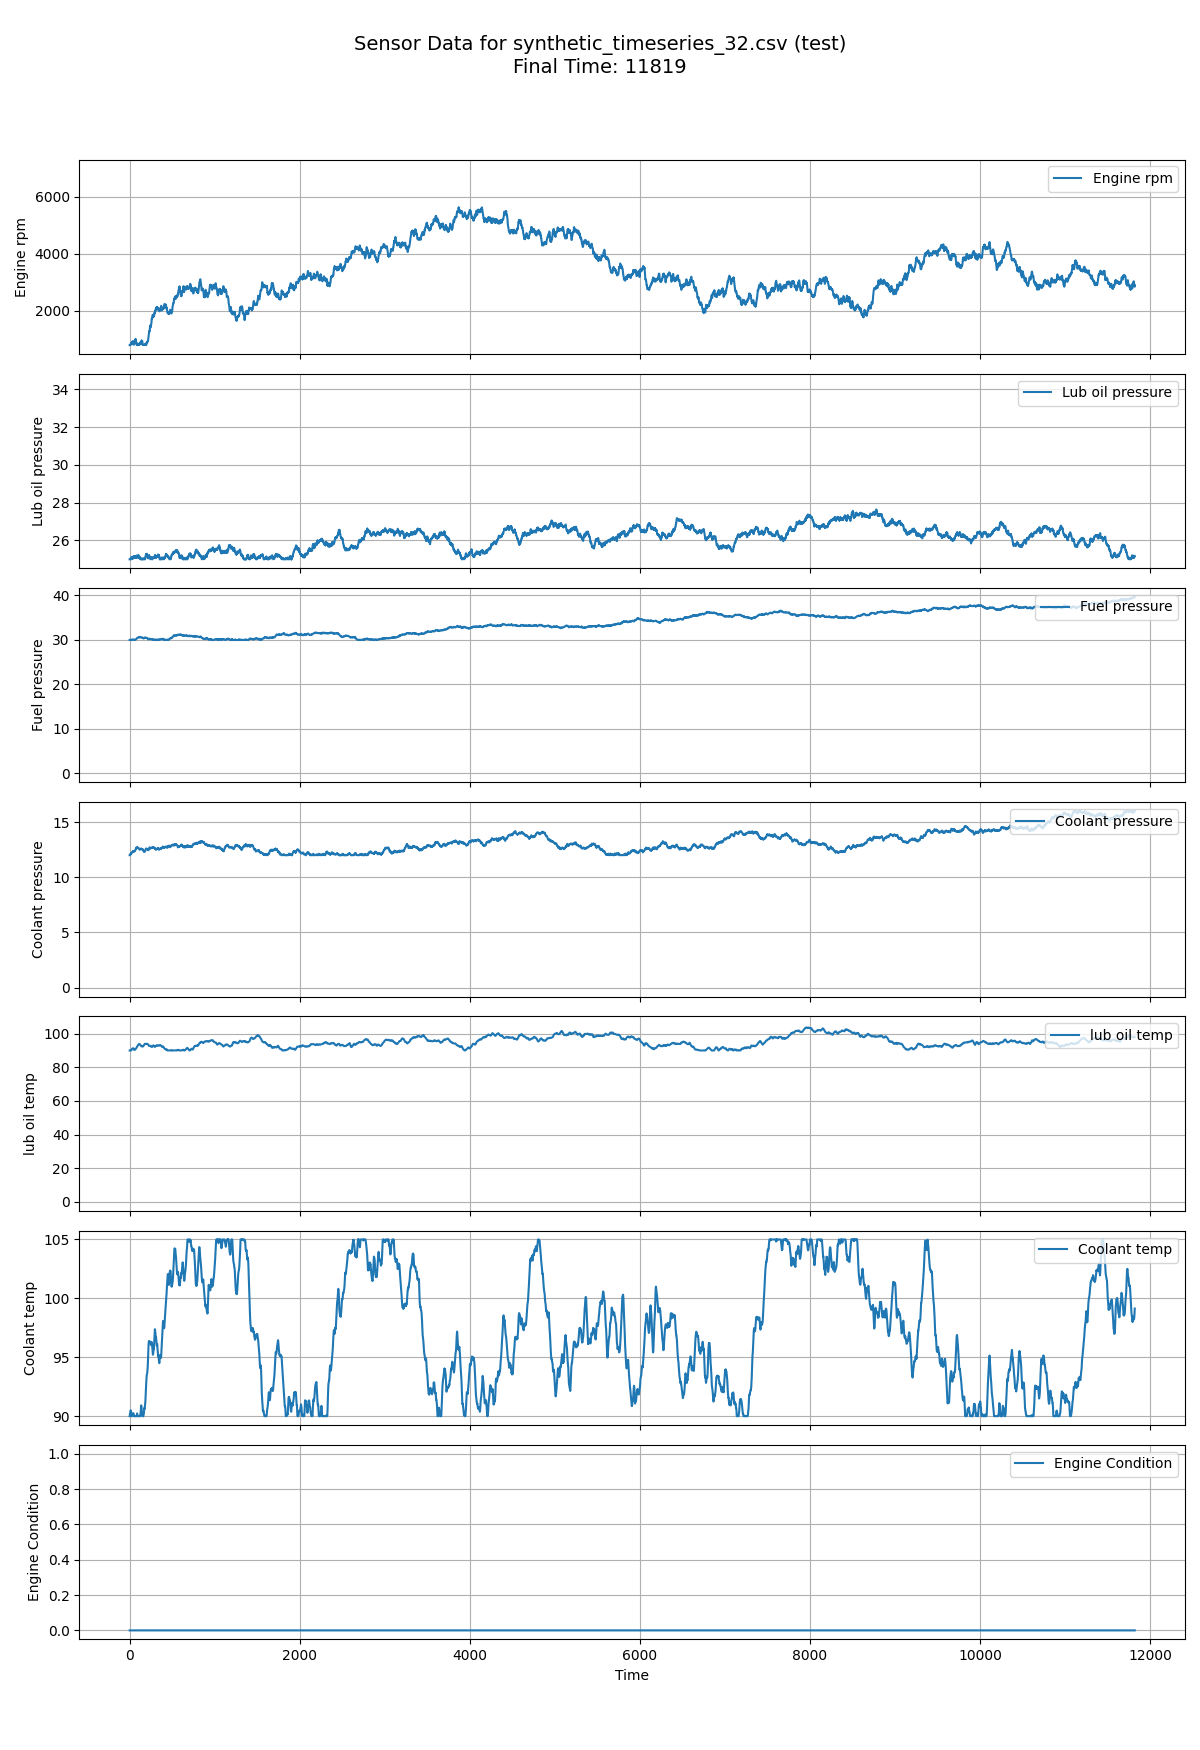 Sensor Data for synthetic_timeseries_32.csv (test)
Final Time: 11819
Engine rpm
6000
4000
2000
Engine rpm
Lub oil pressure
34
32
30
28
26
Lub oil pressure
Fuel pressure
40
30
20
10
0
Fuel pressure
Coolant pressure
15
10
5
0
Coolant pressure
lub oil temp
100
80
60
40
20
0
lub oil temp
Coolant temp
105
100
95
90
Coolant temp
Engine Condition
1.0
0.8
0.6
0.4
0.2
0.0
Engine Condition
0 2000 4000 6000 8000 10000 12000
Time